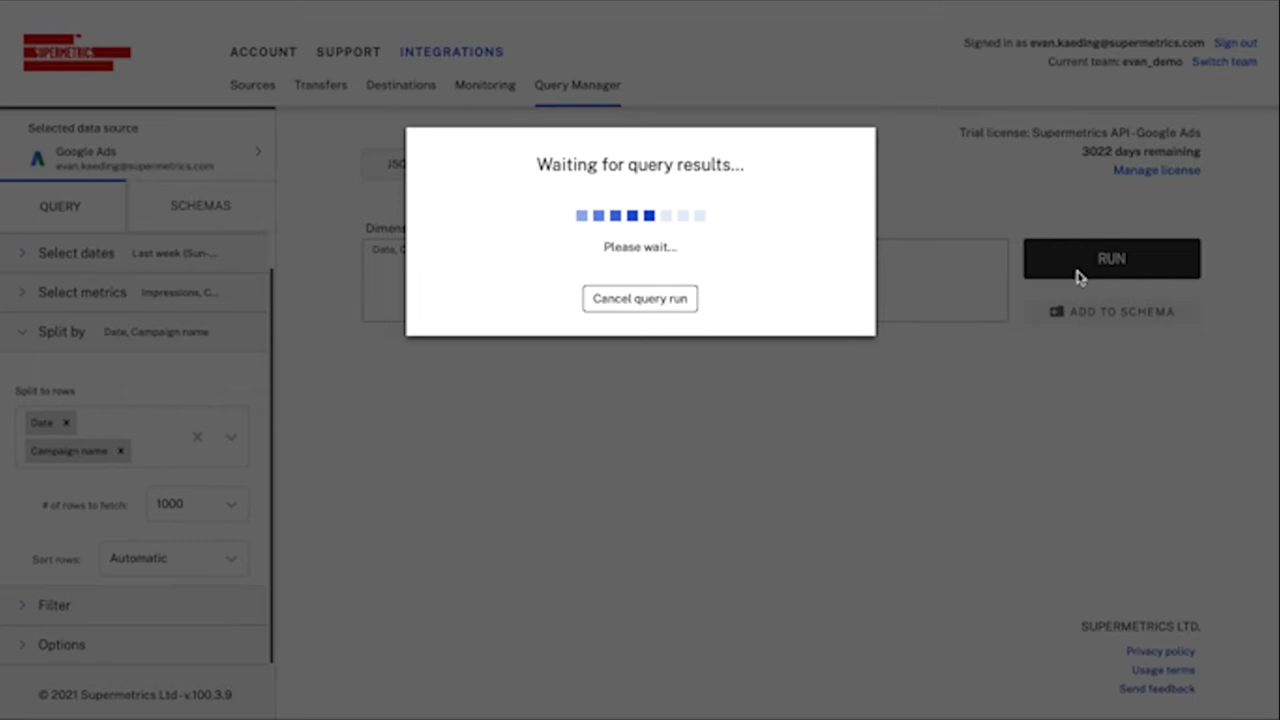 SUPERMETRICS
ACCOUNT SUPPORT INTEGRATIONS
Signed in as evan.kaeding@supermetrics.com Sign out
Current team: evan_demo Switch team
Sources Transfers Destinations Monitoring Query Manager
Selected data source
Google Ads
evan.kaeding@supermetrics.com
QUERY SCHEMAS
Select dates Last week (Sun-...
Select metrics Impressions, C...
Split by Date, Campaign name
Split to rows
Date
Campaign name
# of rows to fetch: 1000
Sort rows: Automatic
Filter
Options
© 2021 Supermetrics Ltd - v.100.3.9
Trial license: Supermetrics API - Google Ads
3022 days remaining
Manage license
JSO
Dimens
Date, C
Waiting for query results...
Please wait...
Cancel query run
RUN
ADD TO SCHEMA
SUPERMETRICS LTD.
Privacy policy
Usage terms
Send feedback